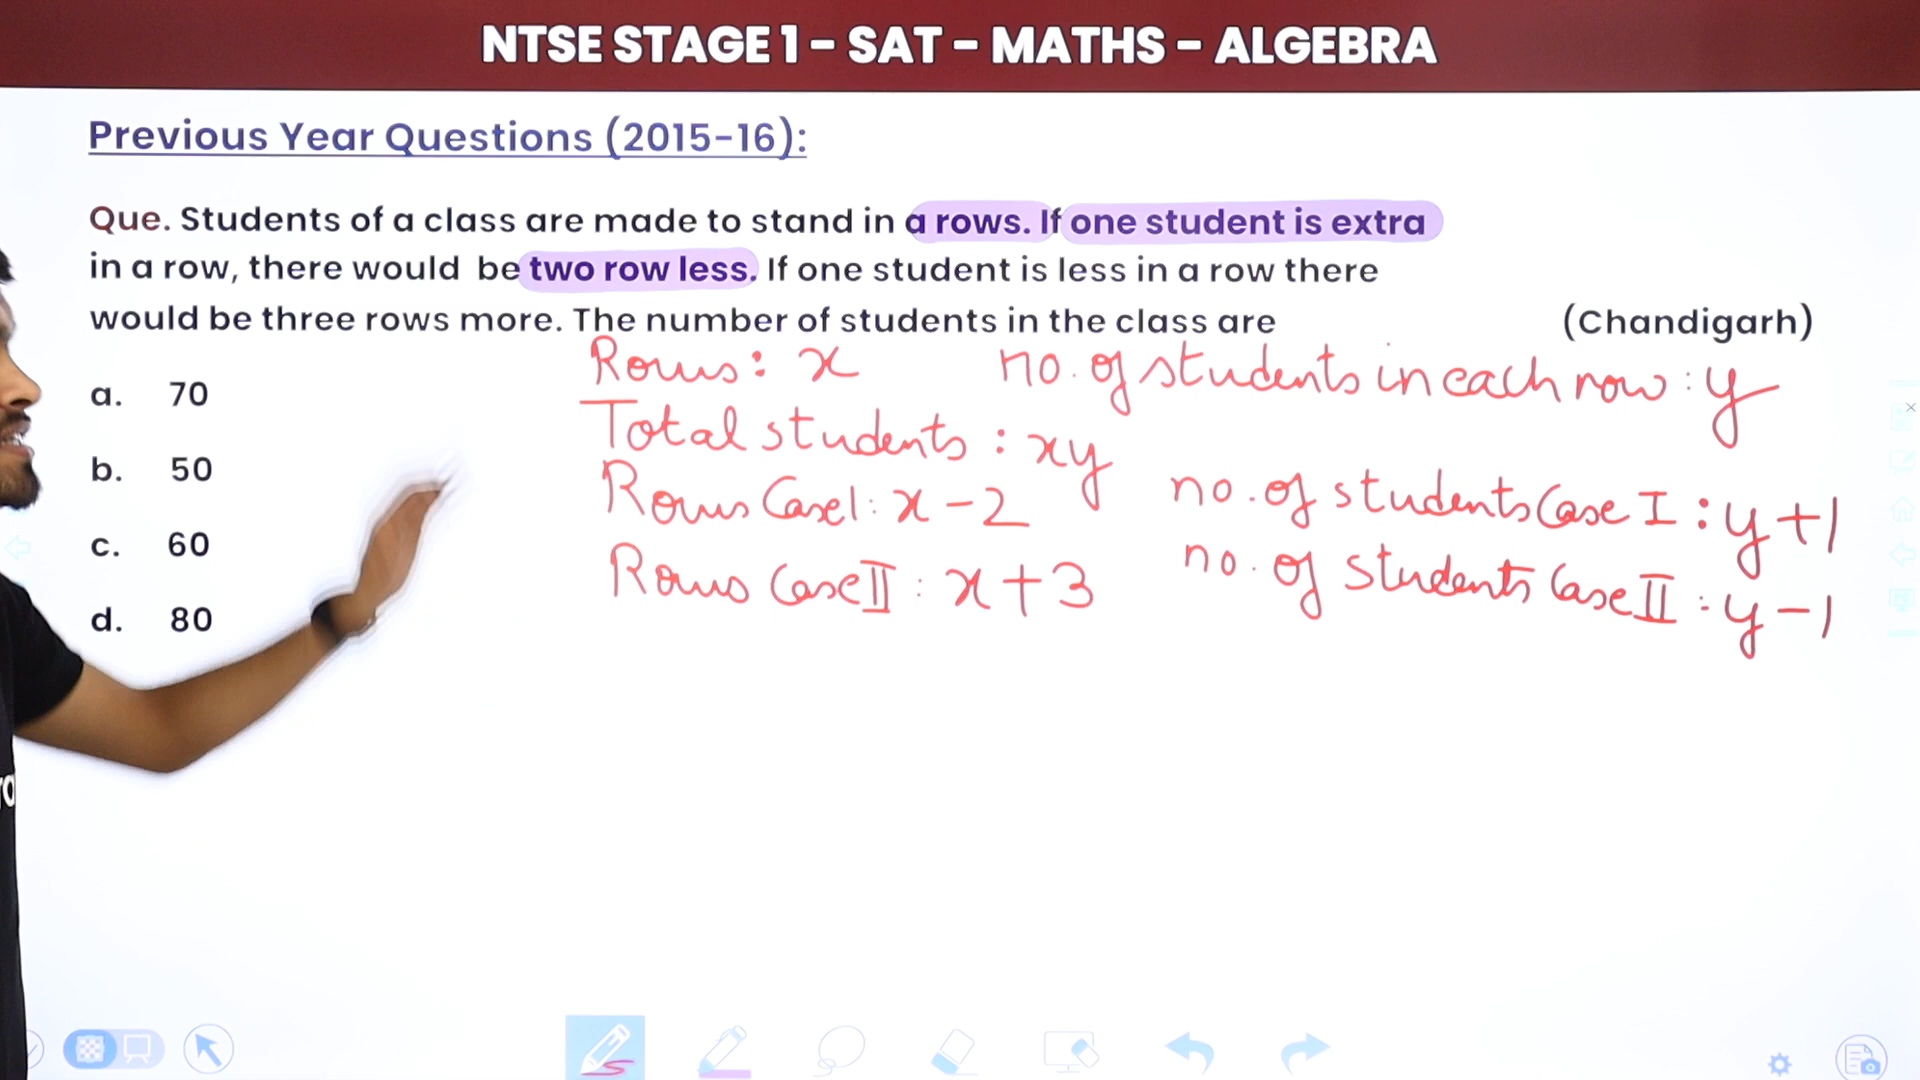 NTSE STAGE 1 - SAT - MATHS - ALGEBRA
Previous Year Questions (2015-16):
Que. Students of a class are made to stand in a rows. If one student is extra
in a row, there would be two row less. If one student is less in a row there
would be three rows more. The number of students in the class are (Chandigarh)
Rows: x no. of students in each row: y
a. 70
Total students : xy
b. 50
Rows Case1: x-2 no. of students Case I : y+1
c. 60
Rows Case II : x+3 no. of students Case II : y-1
d. 80